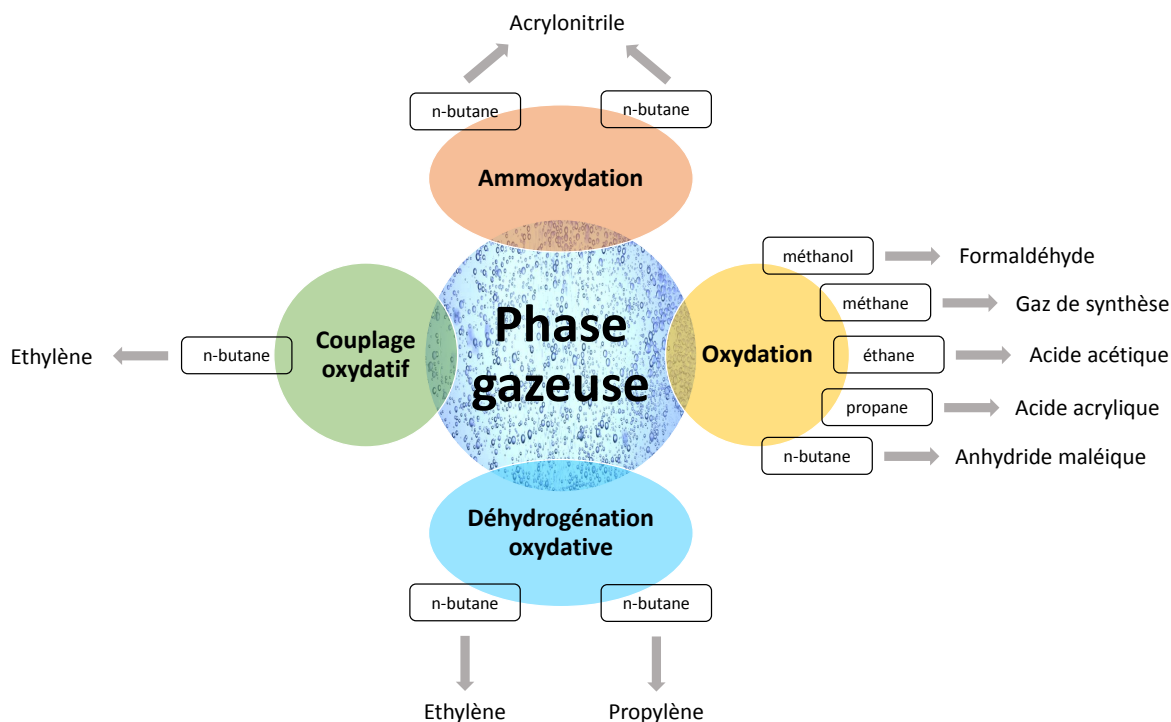 Acrylonitrile
n-butane
n-butane
Ammoxydation
Phase
gazeuse
Couplage
oxydatif
n-butane
Ethylène
Oxydation
méthanol
Formaldéhyde
méthane
Gaz de synthèse
éthane
Acide acétique
propane
Acide acrylique
n-butane
Anhydride maléique
Déhydrogénation
oxydative
n-butane
n-butane
Ethylène
Propylène